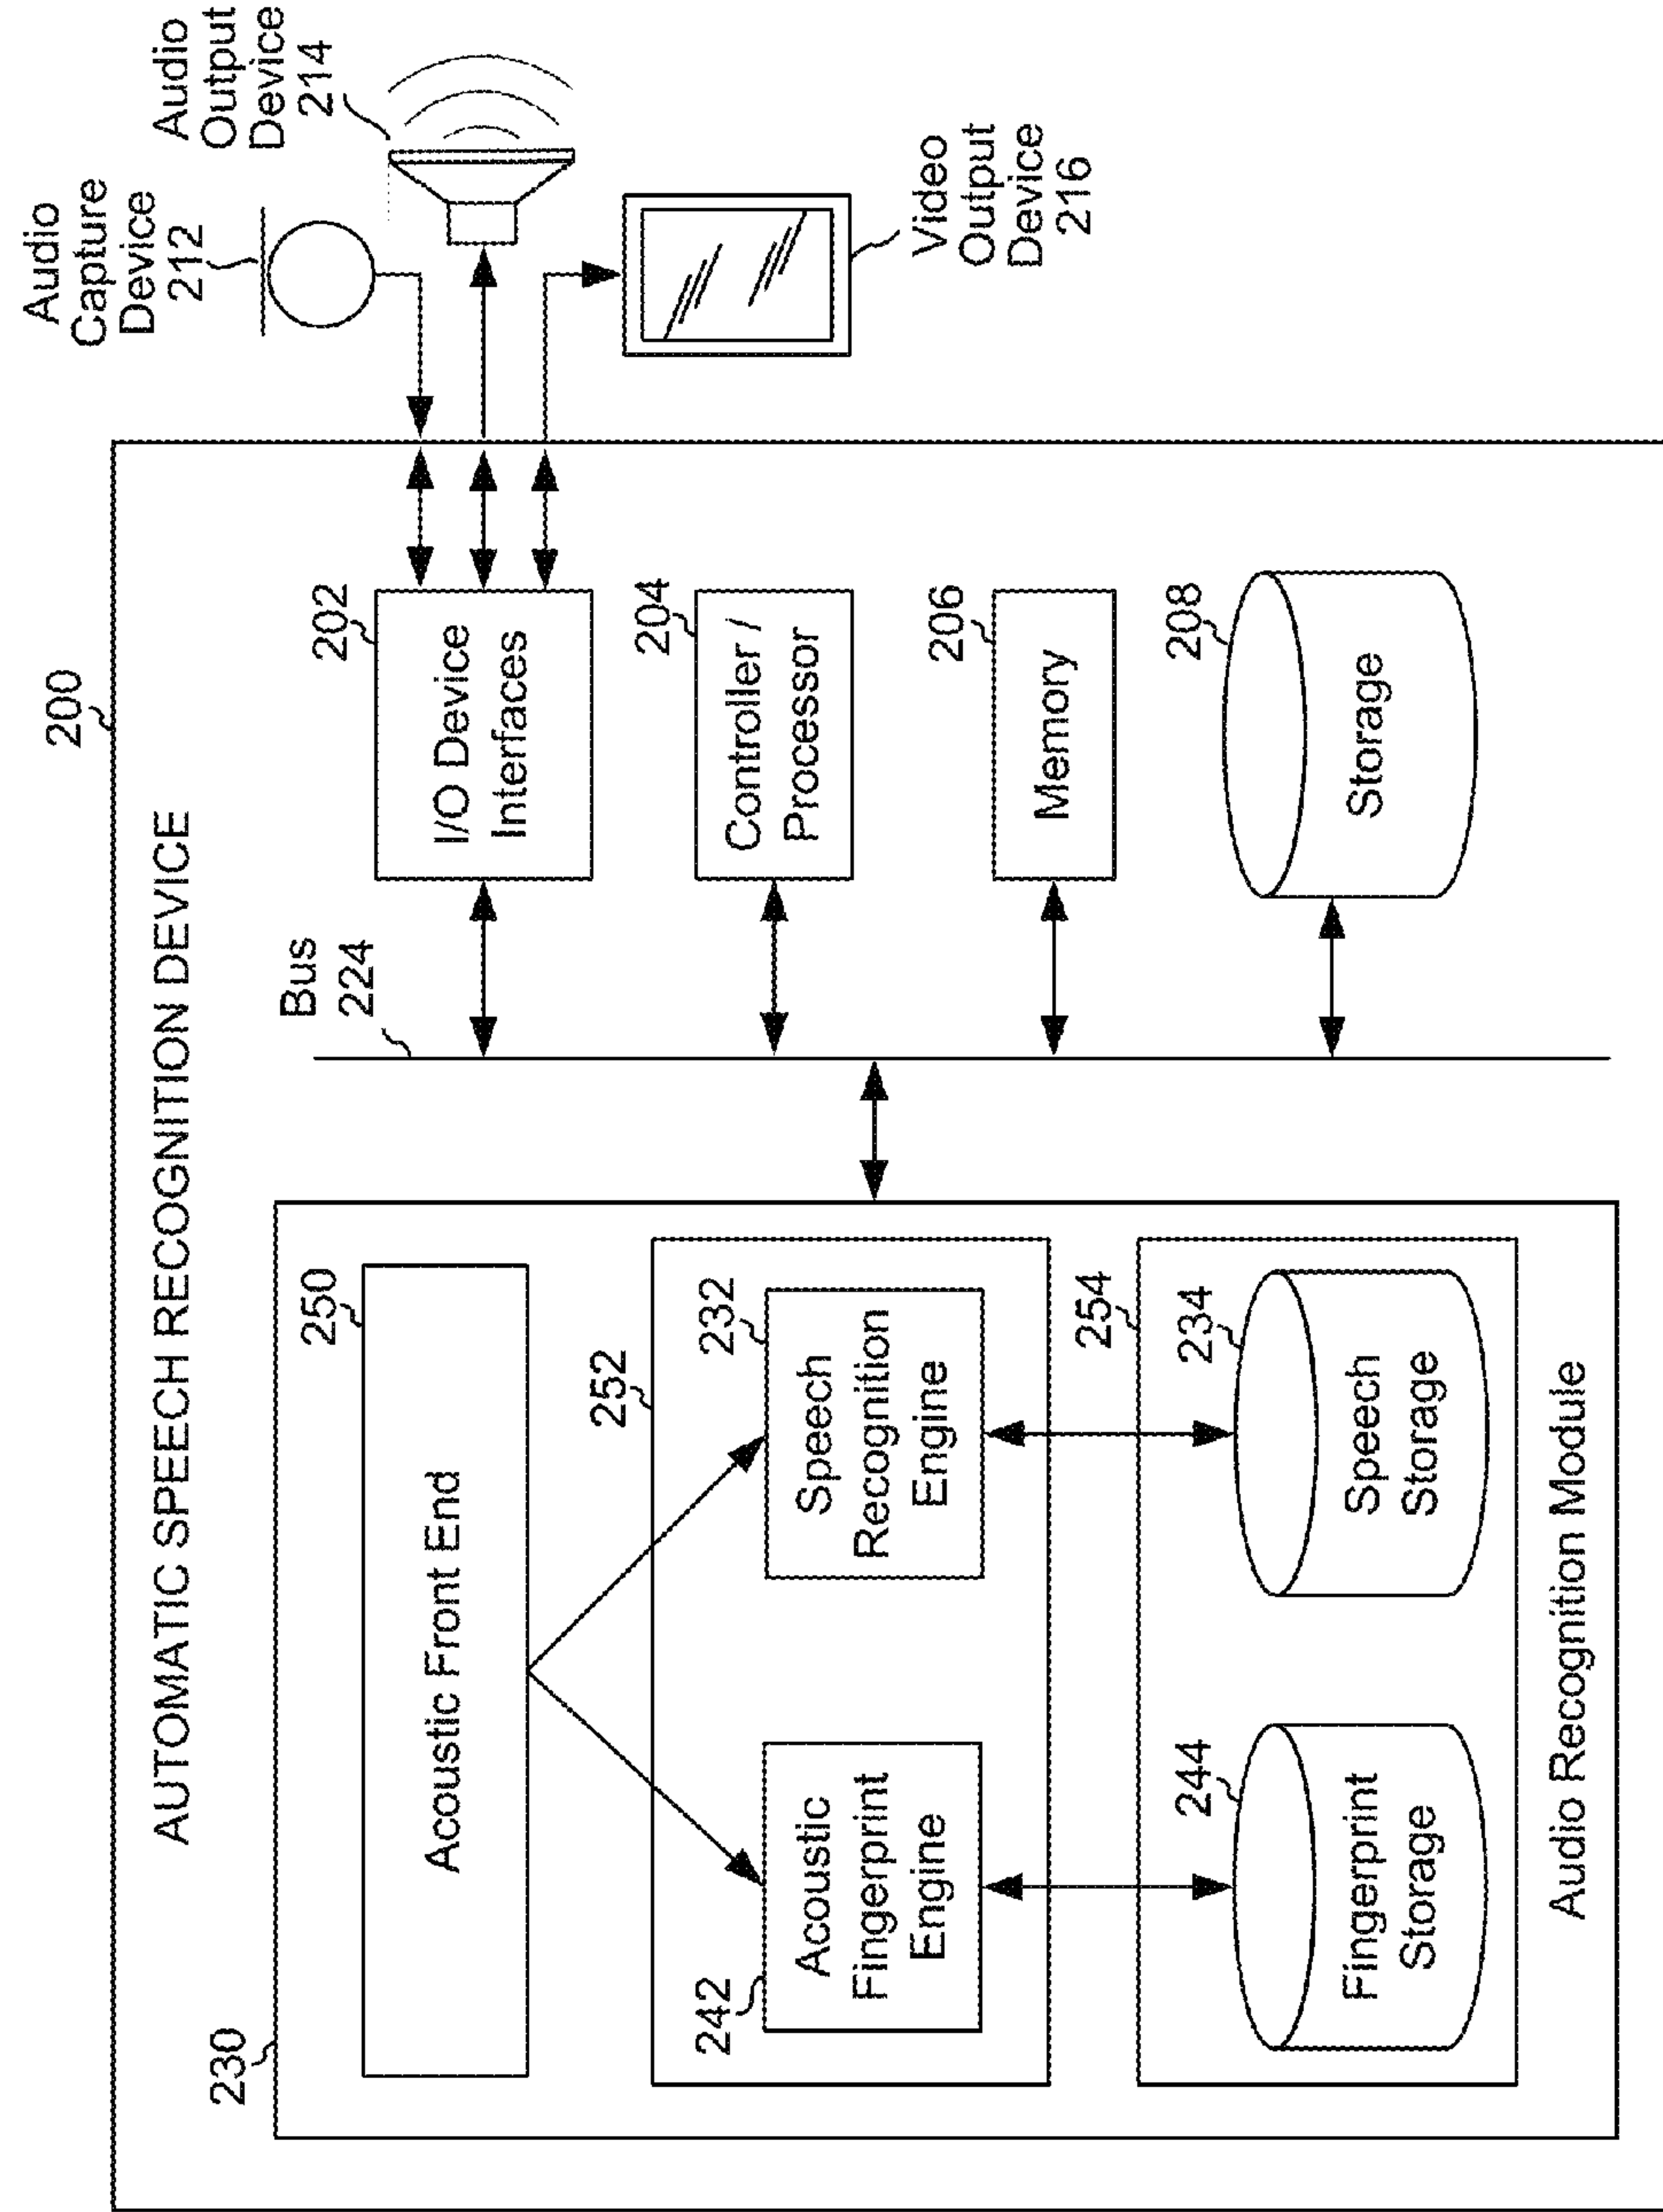 200
AUTOMATIC SPEECH RECOGNITION DEVICE
230
250
Acoustic Front End
252
242
Acoustic
Fingerprint
Engine
232
Speech
Recognition
Engine
254
244
Fingerprint
Storage
234
Speech
Storage
Audio Recognition Module
Bus
224
202
I/O Device
Interfaces
204
Controller /
Processor
206
Memory
208
Storage
Audio
Capture
Device
212
Audio
Output
Device
214
Video
Output
Device
216